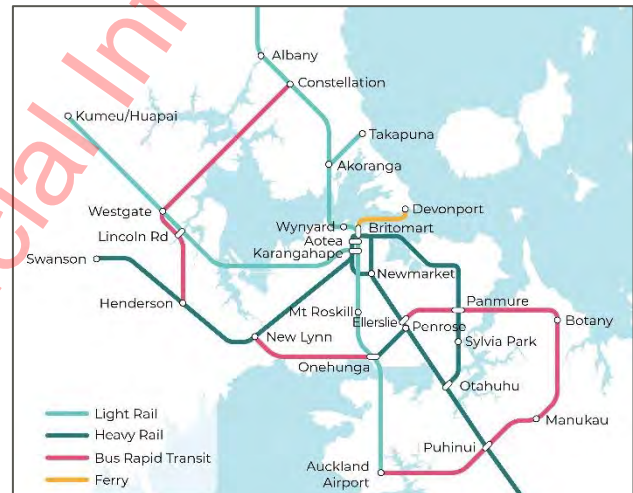 Albany
Constellation
Kumeu/Huapai
Takapuna
Akoranga
Devonport
Westgate
Wynyard
Britomart
Lincoln Rd
Aotea
Karangahape
Swanson
Newmarket
Henderson
Mt Roskill
Panmure
Ellerslie
Penrose
Botany
New Lynn
Sylvia Park
Onehunga
Otahuhu
Light Rail
Heavy Rail
Bus Rapid Transit
Ferry
Manukau
Puhinui
Auckland
Airport
cial In